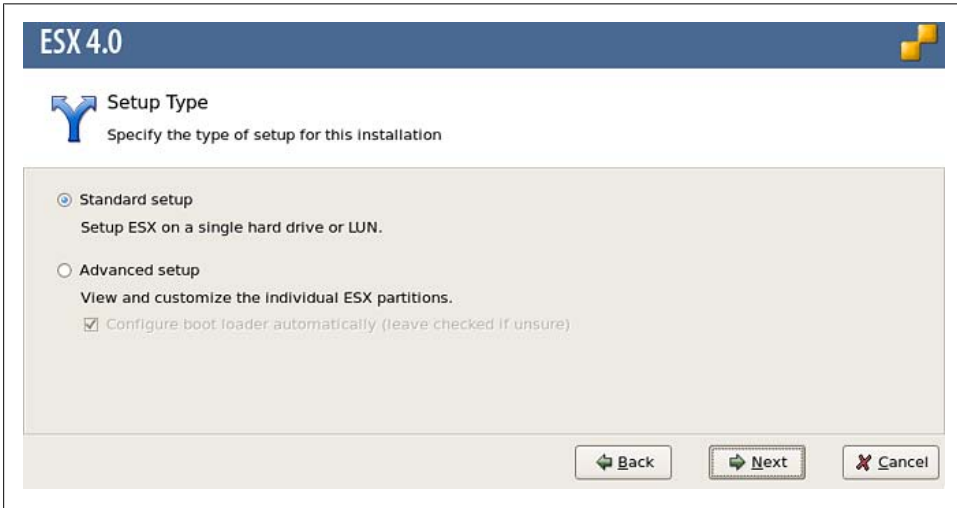 ESX 4.0
Setup Type
Specify the type of setup for this installation
Standard setup
Setup ESX on a single hard drive or LUN.
Advanced setup
View and customize the individual ESX partitions.
Configure boot loader automatically (leave checked if unsure)
Back
Next
Cancel